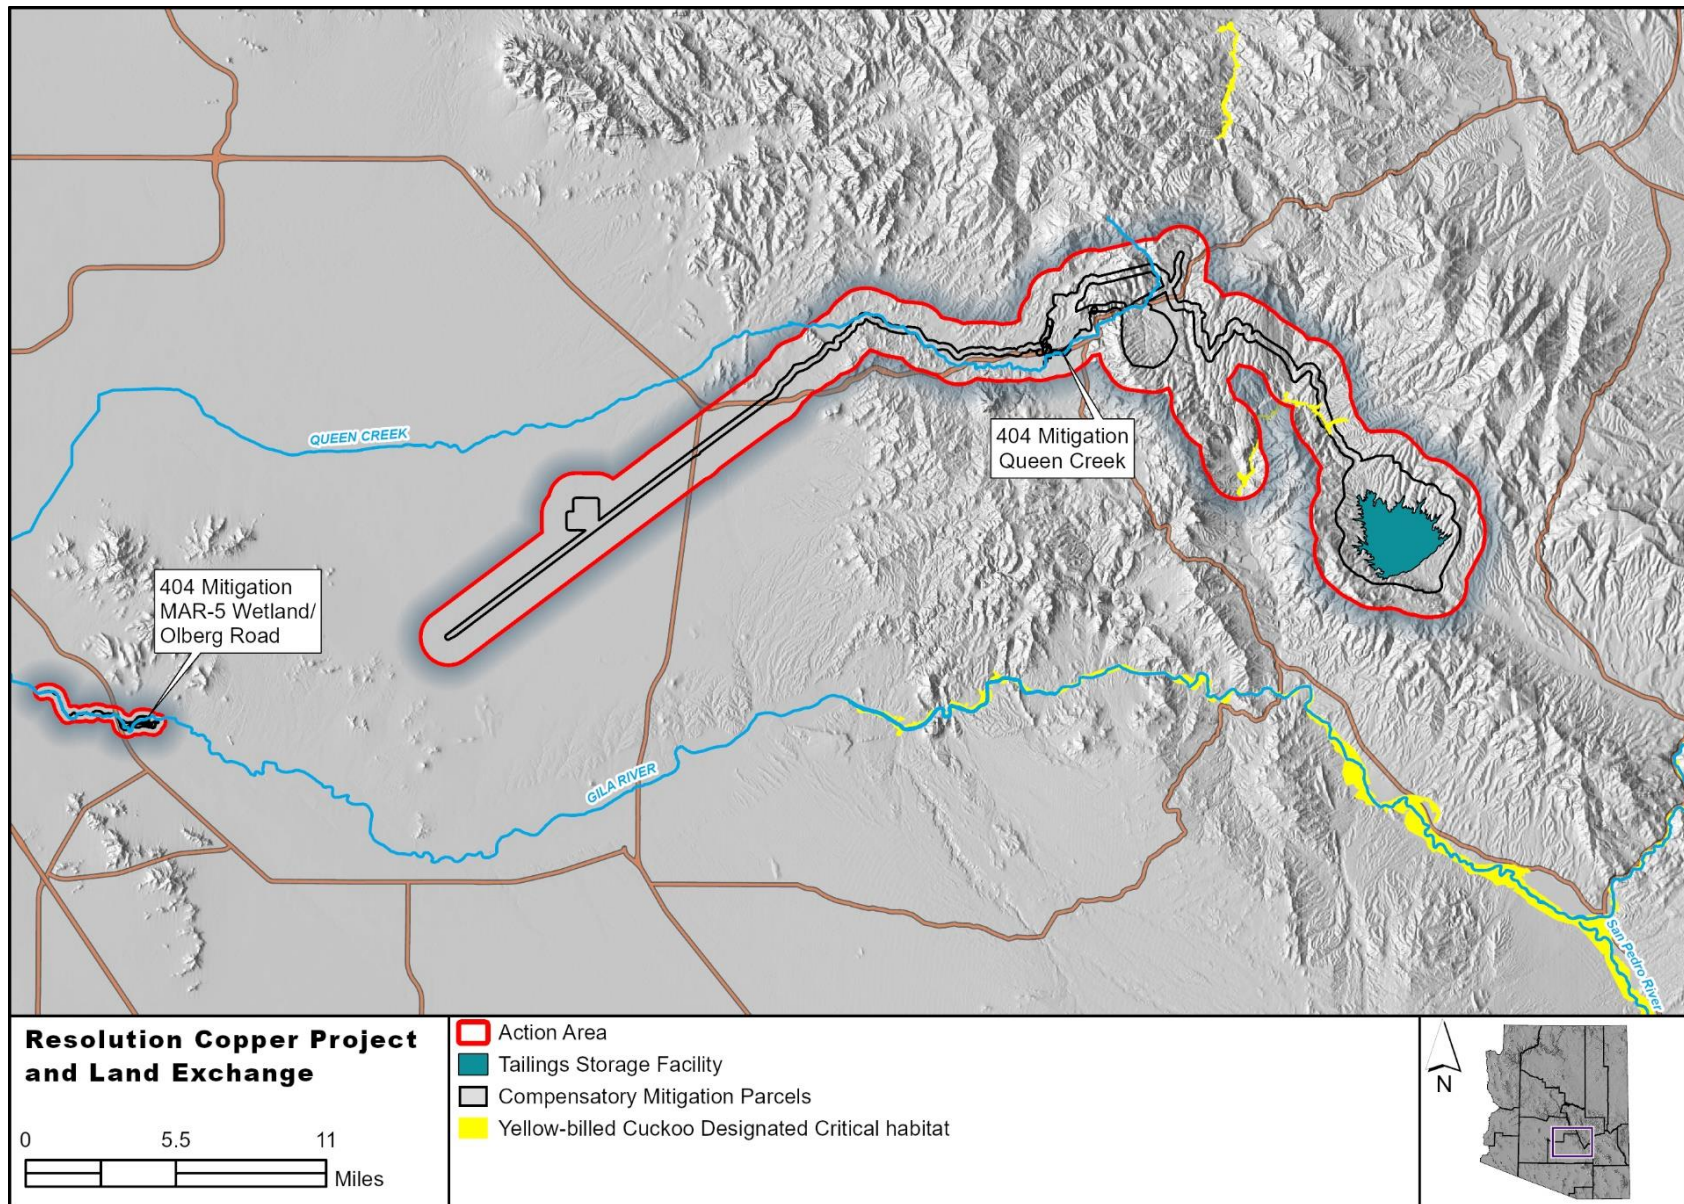 QUEEN CREEK
404 Mitigation
Queen Creek
404 Mitigation
MAR-5 Wetland/
Olberg Road
GILA RIVER
San Pedro River
Resolution Copper Project
and Land Exchange
0 5.5 11
Miles
Action Area
Tailings Storage Facility
Compensatory Mitigation Parcels
Yellow-billed Cuckoo Designated Critical habitat
N